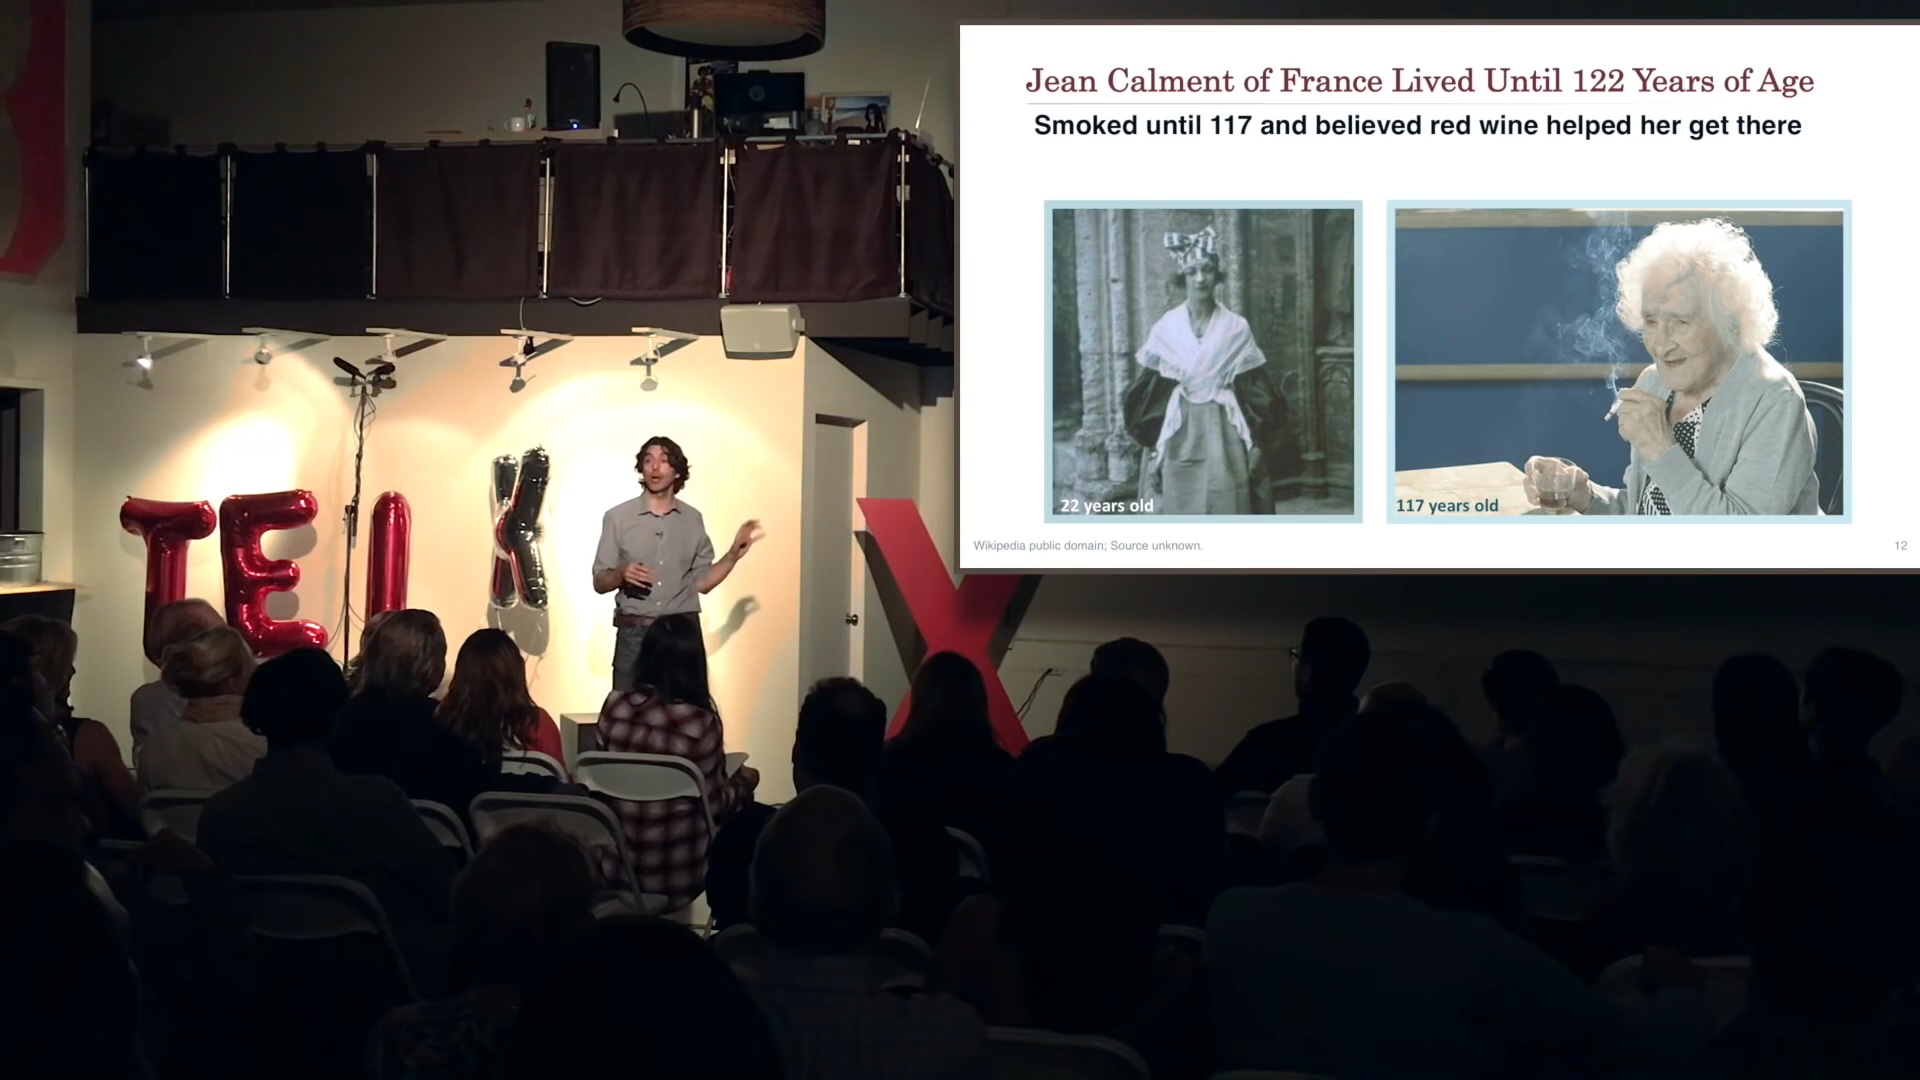 Jean Calment of France Lived Until 122 Years of Age
Smoked until 117 and believed red wine helped her get there
22 years old
117 years old
Wikipedia public domain; Source unknown.
12
TEI
X
X